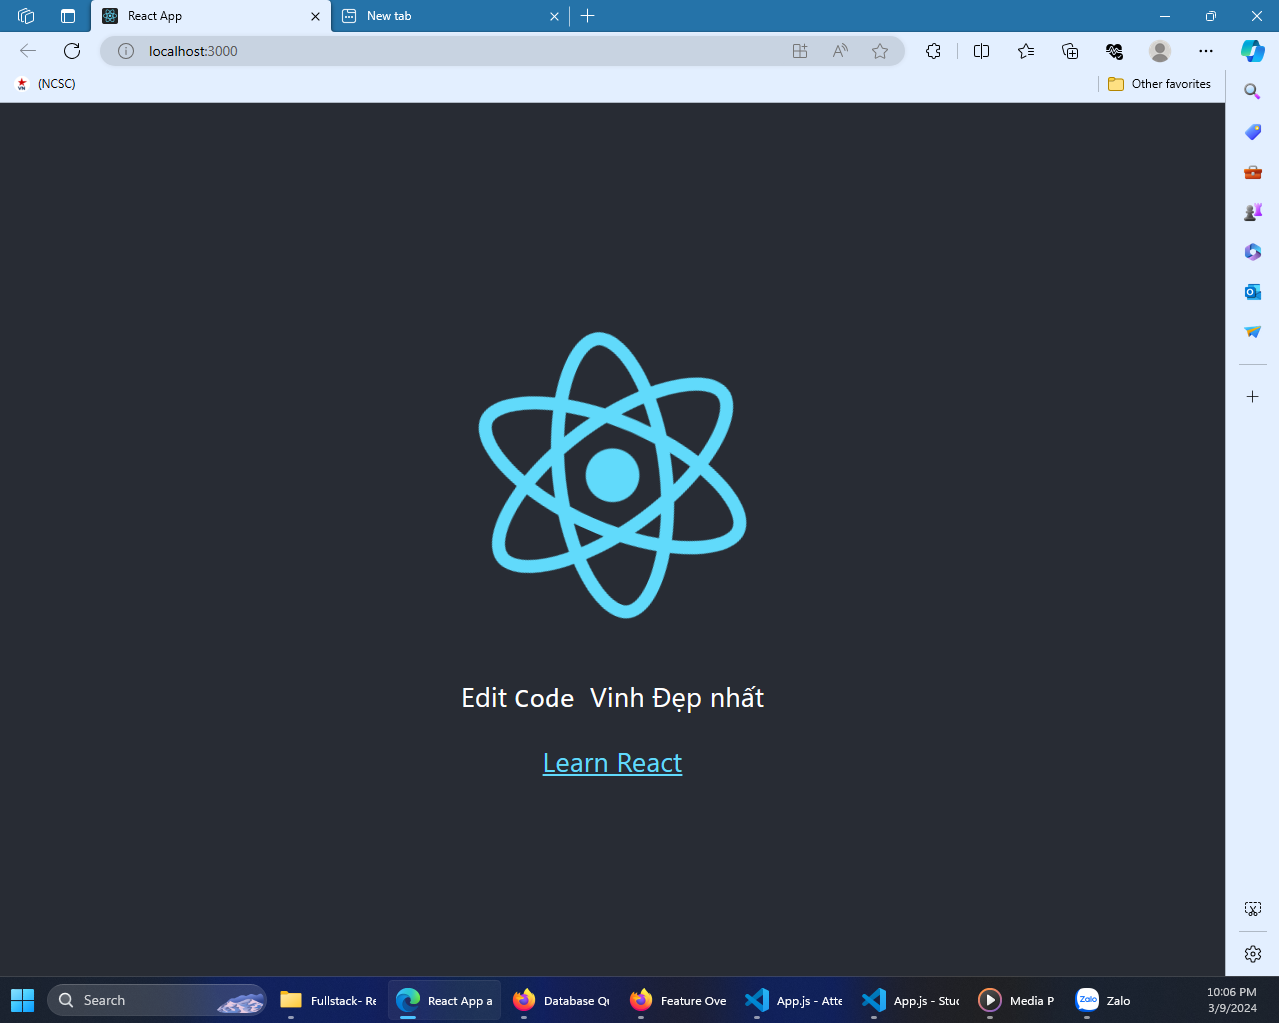 React App
New tab
localhost:3000
(NCSC)
Other favorites
Edit Code Vinh Đẹp nhất
Learn React
Search
Fullstack- Re
React App a
Database Qu
Feature Ove
App.js - Atte
App.js - Stud
Media P
Zalo
Zalo
10:06 PM
3/9/2024